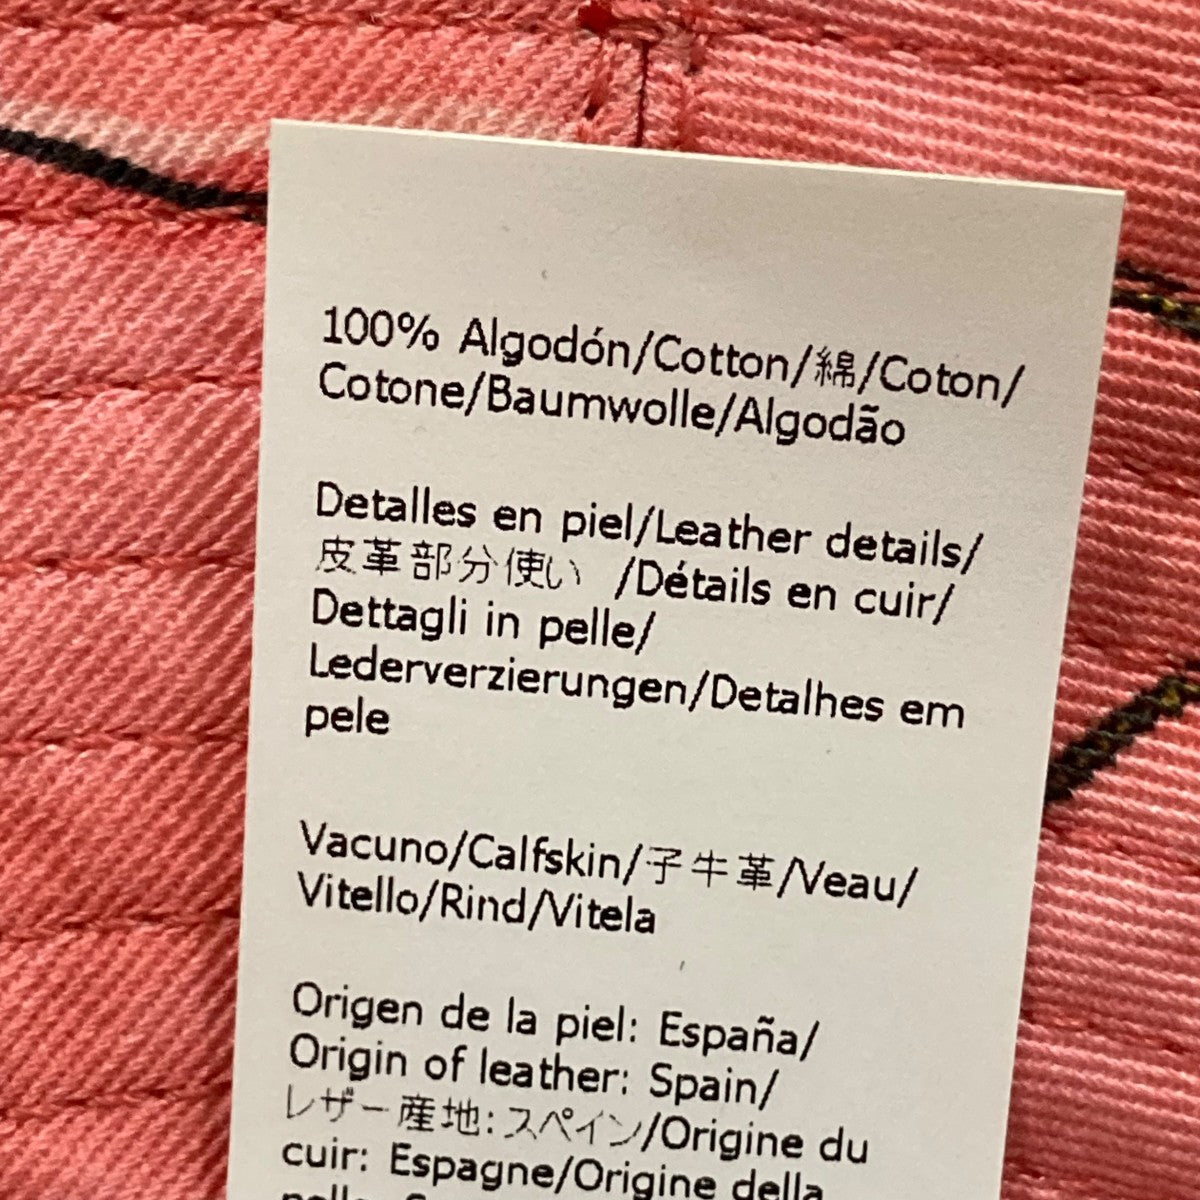 100% Algodón/Cotton/綿/Coton/
Cotone/Baumwolle/Algodão
Detalles en piel/Leather details/
皮革部分使い /Détails en cuir/
Dettagli in pelle/
Lederverzierungen/Detalhes em
pele
Vacuno/Calfskin/子牛革/Veau/
Vitello/Rind/Vitela
Origen de la piel: España/
Origin of leather: Spain/
レザー産地:スペイン/Origine du
cuir: Espagne/Origine della